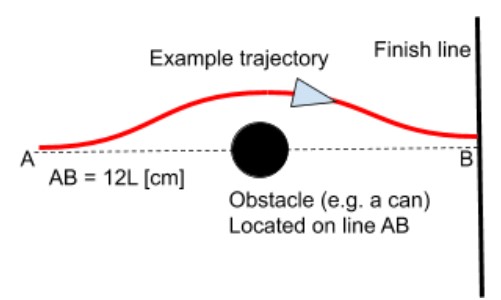 Example trajectory
Finish line
A
B
AB = 12L [cm]
Obstacle (e.g. a can)
Located on line AB